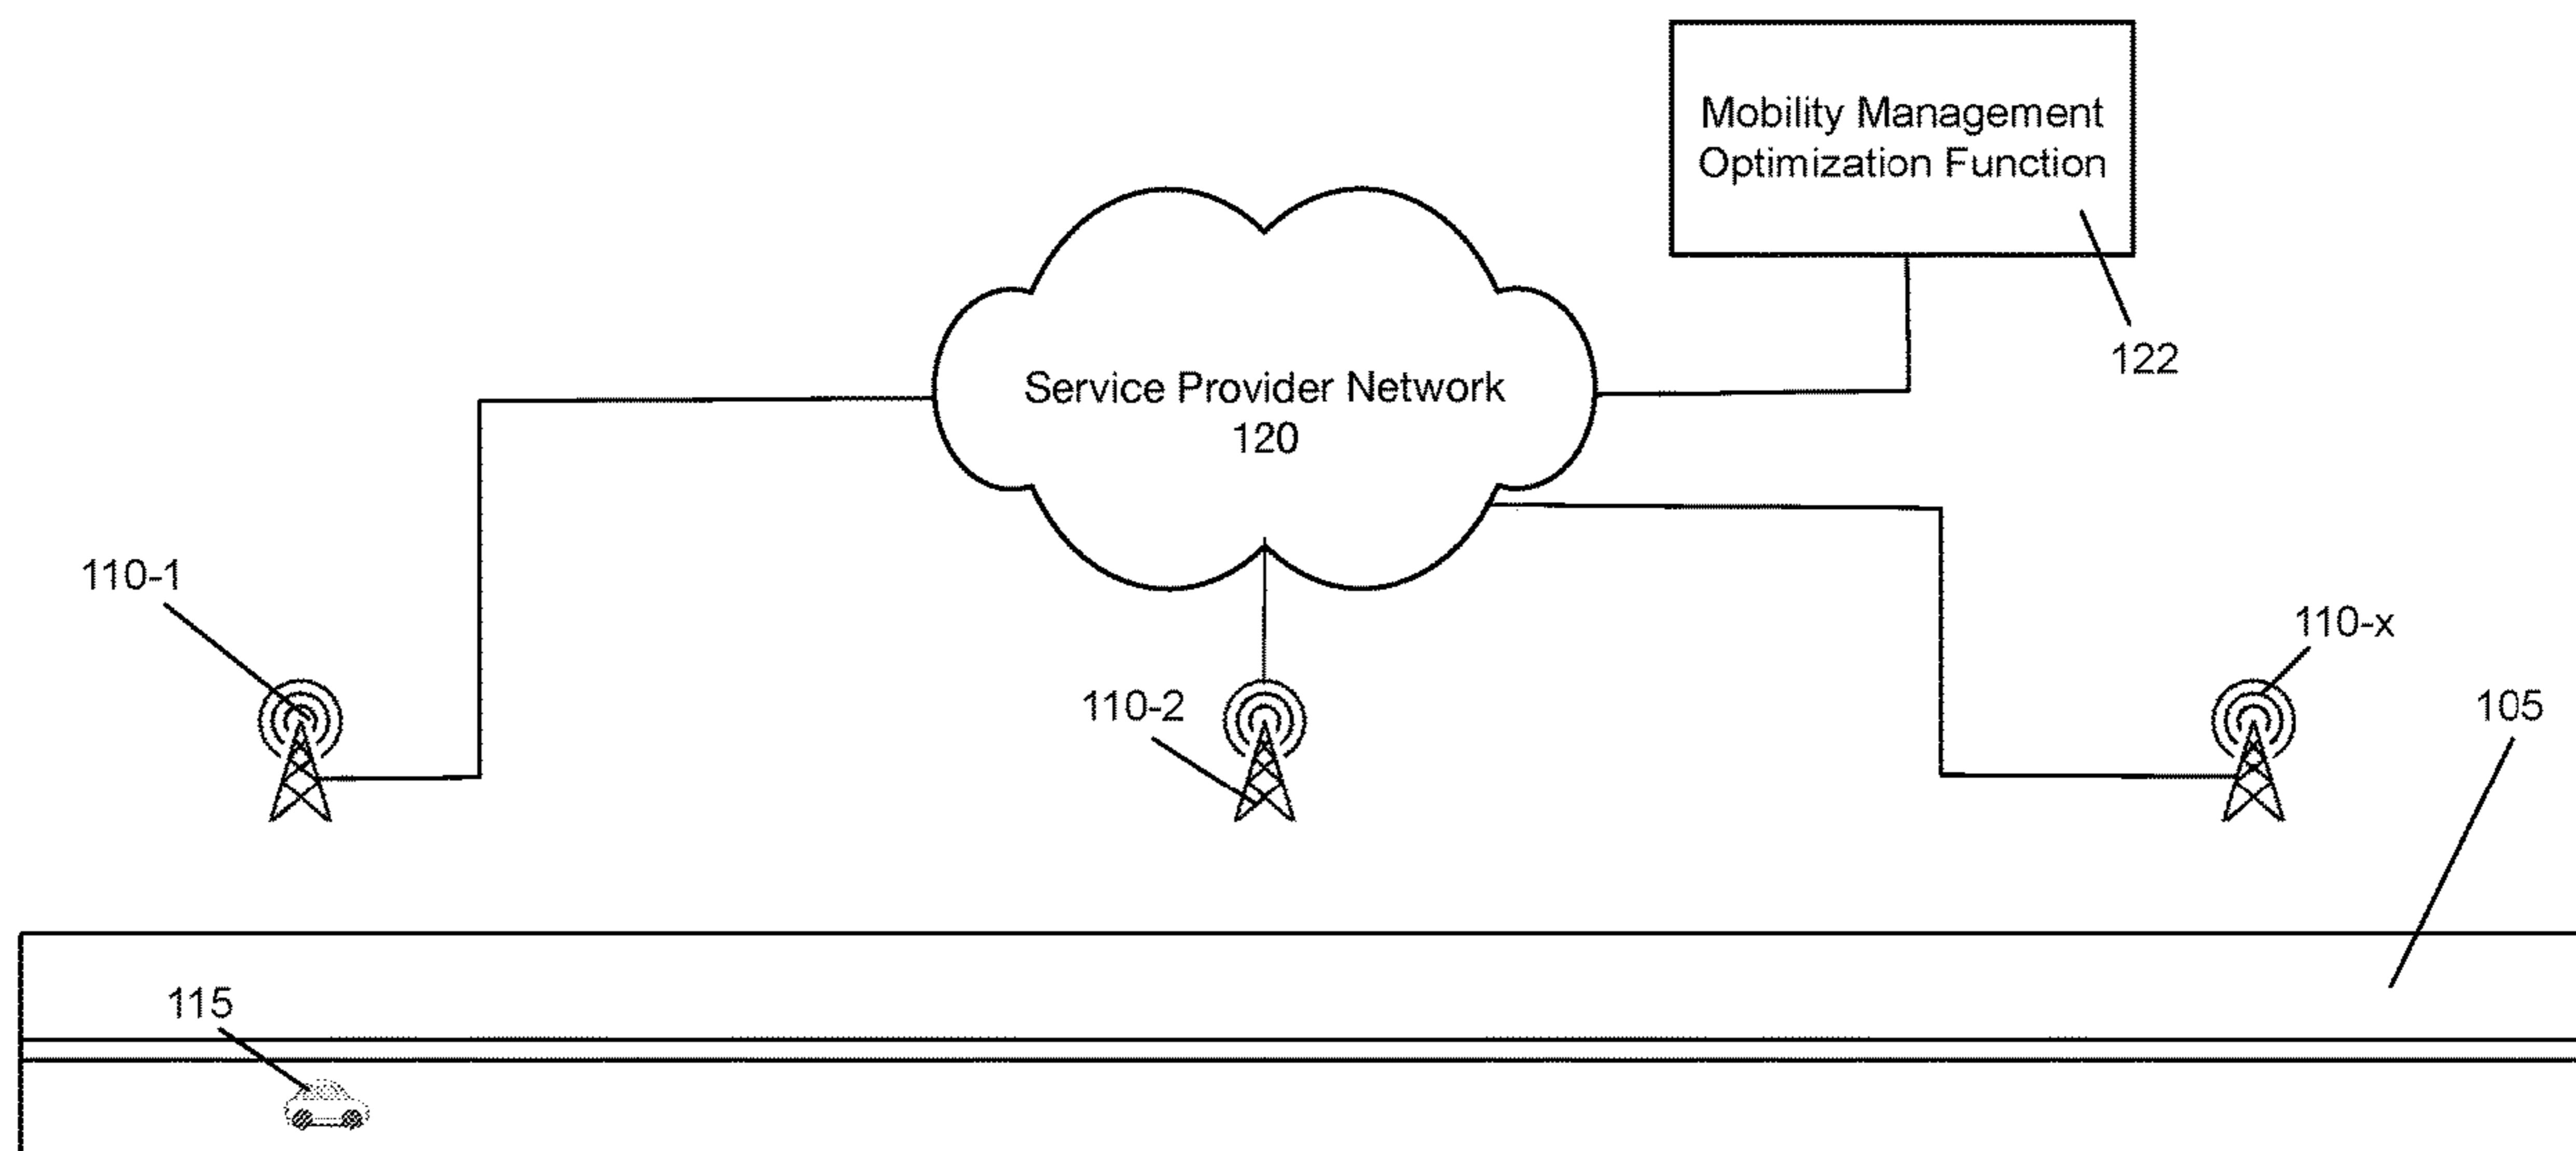 Mobility Management
Optimization Function
122
Service Provider Network
120
110-1
110-2
110-x
105
115